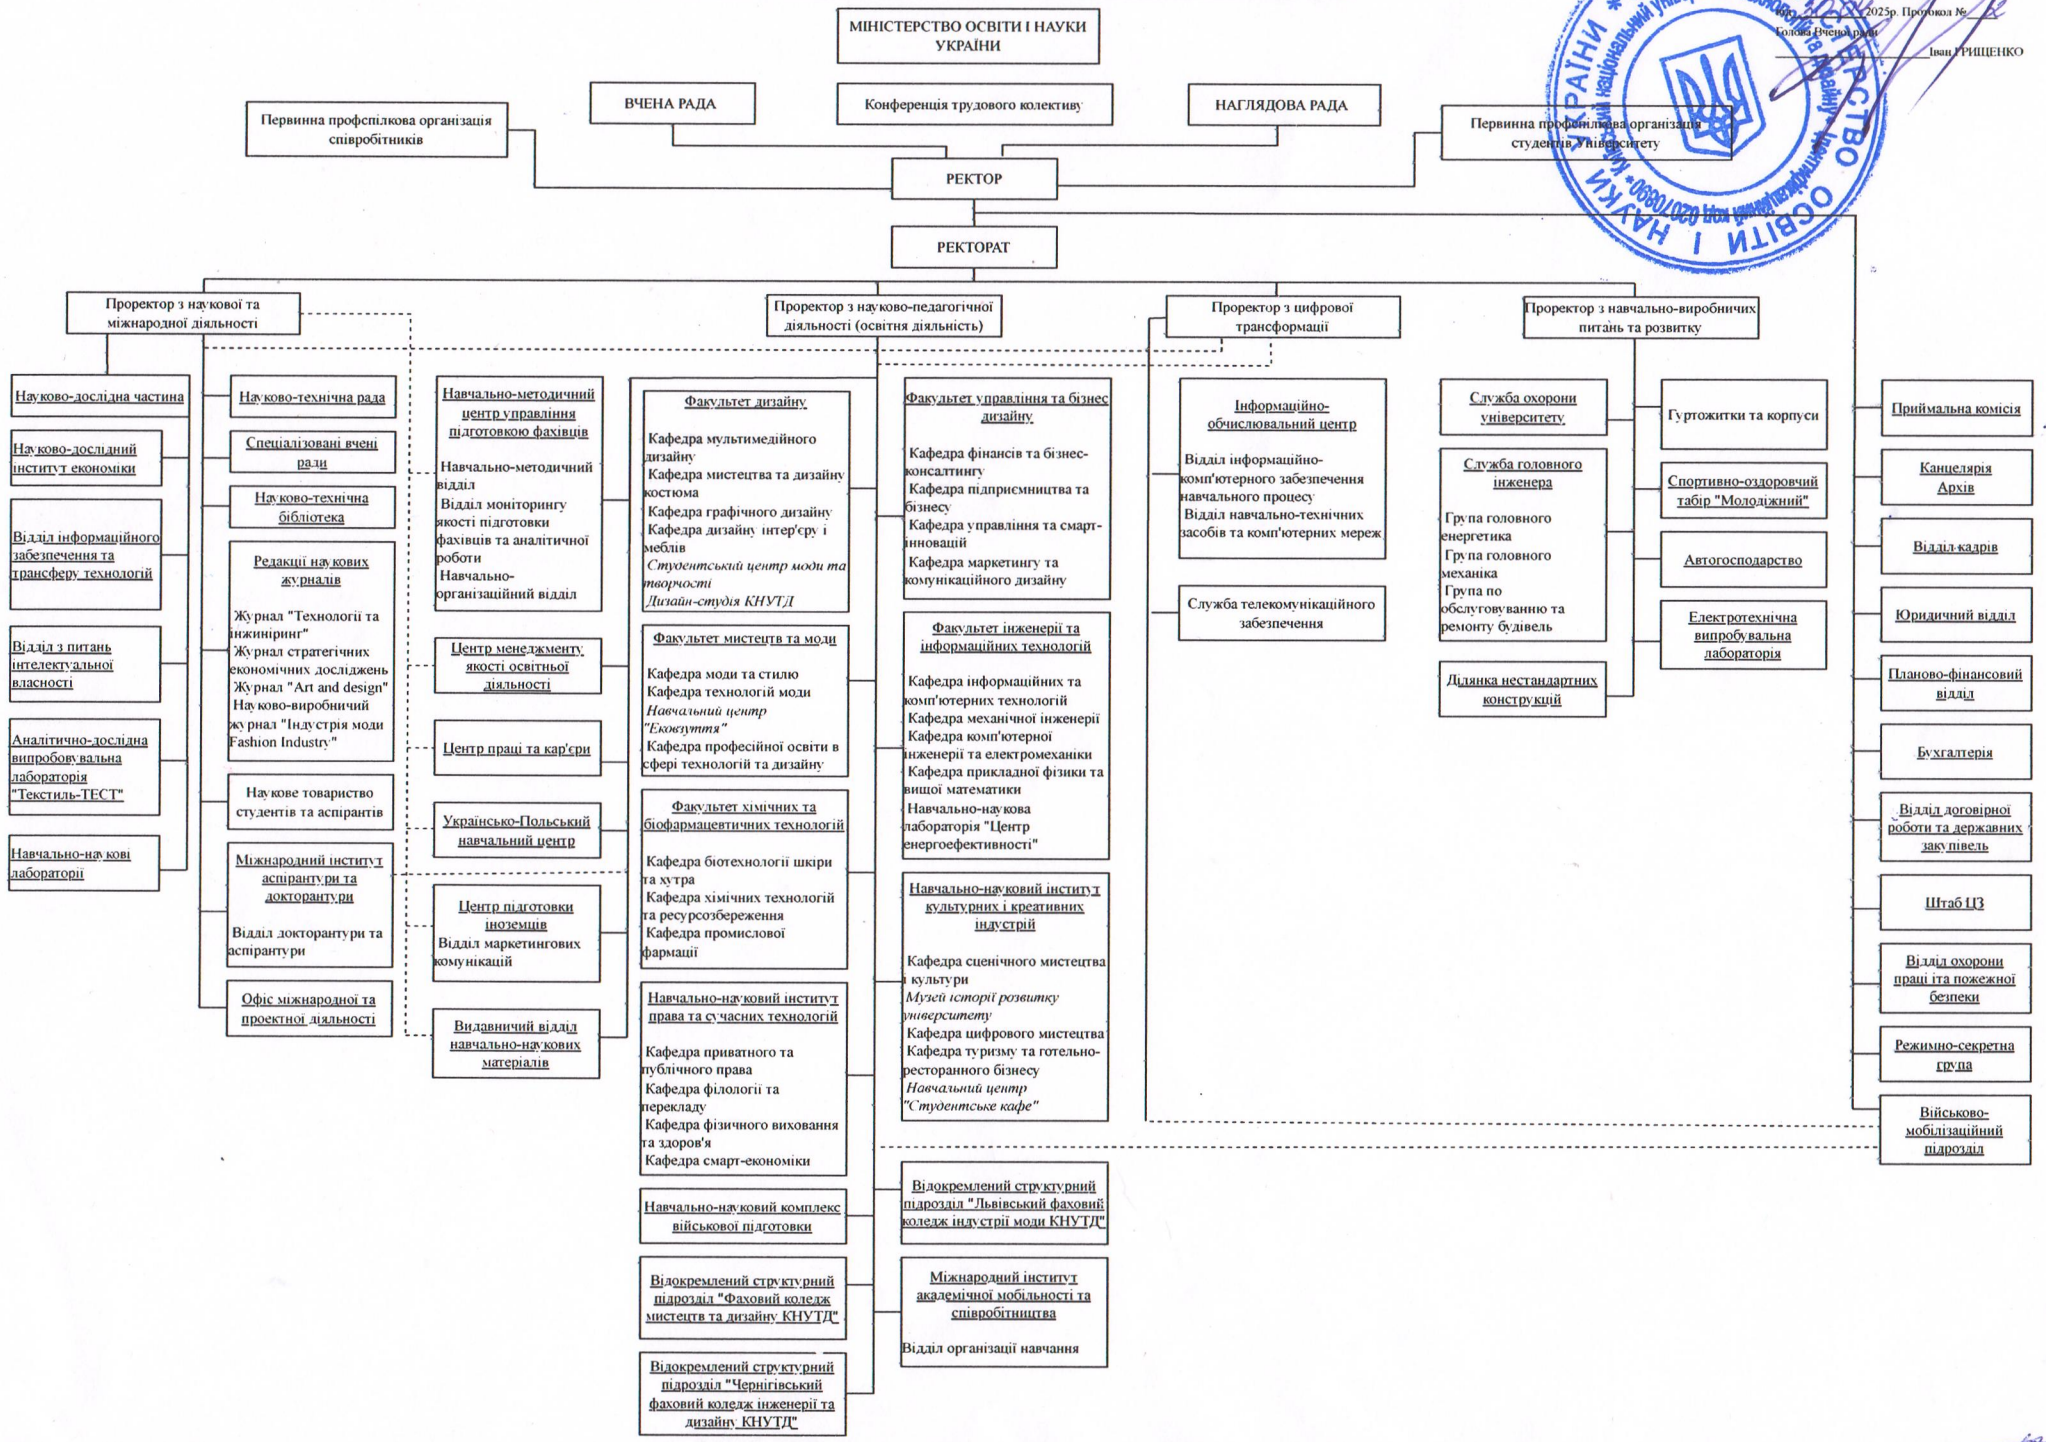 МІНІСТЕРСТВО ОСВІТИ І НАУКИ
УКРАЇНИ
2025р. Протокол №
Голова Вченої ради
Іван ГРИЩЕНКО
ВЧЕНА РАДА
Конференція трудового колективу
НАГЛЯДОВА РАДА
Первинна профспілкова організація
співробітників
Первинна профспілкова організація
студентів Університету
РЕКТОР
РЕКТОРАТ
Проректор з наукової та
міжнародної діяльності
Проректор з науково-педагогічної
діяльності (освітня діяльність)
Проректор з цифрової
трансформації
Проректор з навчально-виробничих
питань та розвитку
Науково-дослідна частина
Науково-дослідний
інститут економіки
Відділ інформаційного
забезпечення та
трансферу технологій
Відділ з питань
інтелектуальної
власності
Аналітично-дослідна
випробовувальна
лабораторія
"Текстиль-ТЕСТ"
Навчально-наукові
лабораторії
Науково-технічна рада
Спеціалізовані вчені
ради
Науково-технічна
бібліотека
Редакції наукових
журналів
Журнал "Технології та
інжиніринг"
Журнал стратегічних
економічних досліджень
Журнал "Art and design"
Науково-виробничий
журнал "Індустрія моди
Fashion Industry"
Наукове товариство
студентів та аспірантів
Міжнародний інститут
аспірантури та
докторантури
Відділ докторантури та
аспірантури
Офіс міжнародної та
проектної діяльності
Навчально-методичний
центр управління
підготовкою фахівців
Навчально-методичний
відділ
Відділ моніторингу
якості підготовки
фахівців та аналітичної
роботи
Навчально-
організаційний відділ
Центр менеджменту
якості освітньої
діяльності
Центр праці та кар'єри
Українсько-Польський
навчальний центр
Центр підготовки
іноземців
Відділ маркетингових
комунікацій
Видавничий відділ
навчально-наукових
матеріалів
Факультет дизайну
Кафедра мультимедійного
дизайну
Кафедра мистецтва та дизайну
костюма
Кафедра графічного дизайну
Кафедра дизайну інтер'єру і
меблів
Студентський центр моди та
творчості
Дизайн-студія КНУТД
Факультет мистецтв та моди
Кафедра моди та стилю
Кафедра технологій моди
Навчальний центр
"Ековзуття"
Кафедра професійної освіти в
сфері технологій та дизайну
Факультет хімічних та
біофармацевтичних технологій
Кафедра біотехнології шкіри
та хутра
Кафедра хімічних технологій
та ресурсозбереження
Кафедра промислової
фармації
Навчально-науковий інститут
права та сучасних технологій
Кафедра приватного та
публічного права
Кафедра філології та
перекладу
Кафедра фізичного виховання
та здоров'я
Кафедра смарт-економіки
Навчально-науковий комплекс
військової підготовки
Відокремлений структурний
підрозділ "Фаховий коледж
мистецтв та дизайну КНУТД"
Відокремлений структурний
підрозділ "Чернігівський
фаховий коледж інженерії та
дизайну КНУТД"
Факультет управління та бізнес
дизайну
Кафедра фінансів та бізнес-
консалтингу
Кафедра підприємництва та
бізнесу
Кафедра управління та смарт-
інновацій
Кафедра маркетингу та
комунікаційного дизайну
Факультет інженерії та
інформаційних технологій
Кафедра інформаційних та
комп'ютерних технологій
Кафедра механічної інженерії
Кафедра комп'ютерної
інженерії та електромеханіки
Кафедра прикладної фізики та
вищої математики
Навчально-наукова
лабораторія "Центр
енергоефективності"
Навчально-науковий інститут
культурних і креативних
індустрій
Кафедра сценічного мистецтва
і культури
Музей історії розвитку
університету
Кафедра цифрового мистецтва
Кафедра туризму та готельно-
ресторанного бізнесу
Навчальний центр
"Студентське кафе"
Відокремлений структурний
підрозділ "Львівський фаховий
коледж індустрії моди КНУТД"
Міжнародний інститут
академічної мобільності та
співробітництва
Відділ організації навчання
Інформаційно-
обчислювальний центр
Відділ інформаційно-
комп'ютерного забезпечення
навчального процесу
Відділ навчально-технічних
засобів та комп'ютерних мереж
Служба телекомунікаційного
забезпечення
Служба охорони
університету
Служба головного
інженера
Група головного
енергетика
Група головного
механіка
Група по
обслуговуванню та
ремонту будівель
Ділянка нестандартних
конструкцій
Гуртожитки та корпуси
Спортивно-оздоровчий
табір "Молодіжний"
Автогосподарство
Електротехнічна
випробувальна
лабораторія
Приймальна комісія
Канцелярія
Архів
Відділ кадрів
Юридичний відділ
Планово-фінансовий
відділ
Бухгалтерія
Відділ договірної
роботи та державних
закупівель
Штаб ЦЗ
Відділ охорони
праці іта пожежної
безпеки
Режимно-секретна
група
Військово-
мобілізаційний
підрозділ